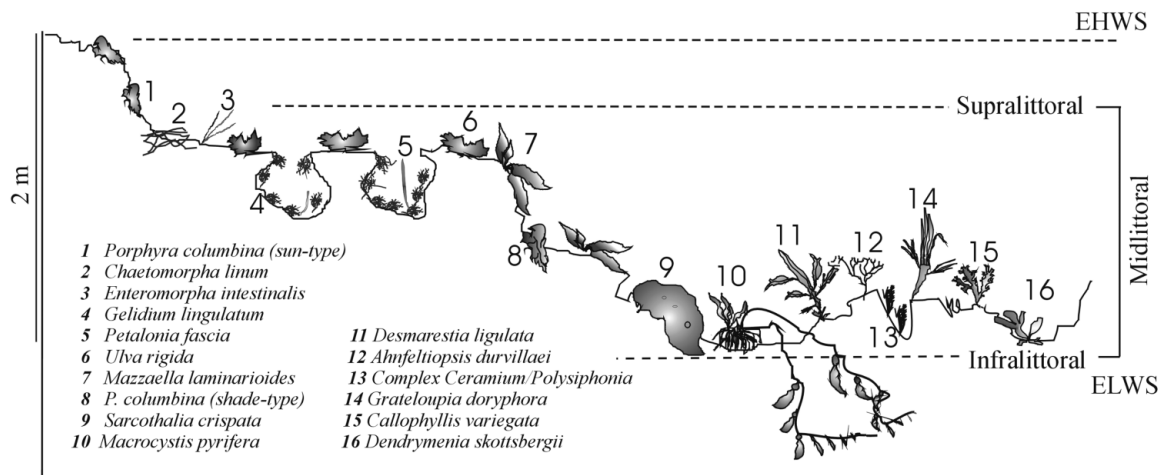 EHWS
1
2
3
Supralittoral
6
7
5
4
2 m
8
Midlittoral
14
11
12
15
9
10
16
13
Infralittoral
ELWS
1 Porphyra columbina (sun-type)
2 Chaetomorpha linum
3 Enteromorpha intestinalis
4 Gelidium lingulatum
5 Petalonia fascia
6 Ulva rigida
7 Mazzaella laminarioides
8 P. columbina (shade-type)
9 Sarcothalia crispata
10 Macrocystis pyrifera
11 Desmarestia ligulata
12 Ahnfeltiopsis durvillaei
13 Complex Ceramium/Polysiphonia
14 Grateloupia doryphora
15 Callophyllis variegata
16 Dendrymenia skottsbergii